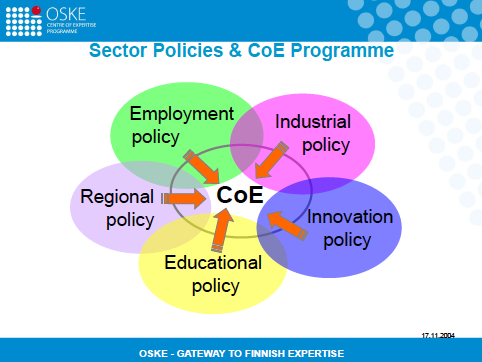 OSKE
CENTRE OF EXPERTISE
PROGRAMME
Sector Policies & CoE Programme
Employment
policy
Industrial
policy
Regional
policy
CoE
Innovation
policy
Educational
policy
17.11.2004
OSKE - GATEWAY TO FINNISH EXPERTISE